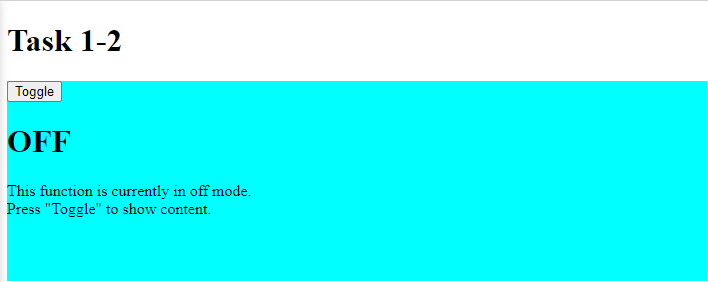 Task 1-2
Toggle
OFF
This function is currently in off mode.
Press "Toggle" to show content.